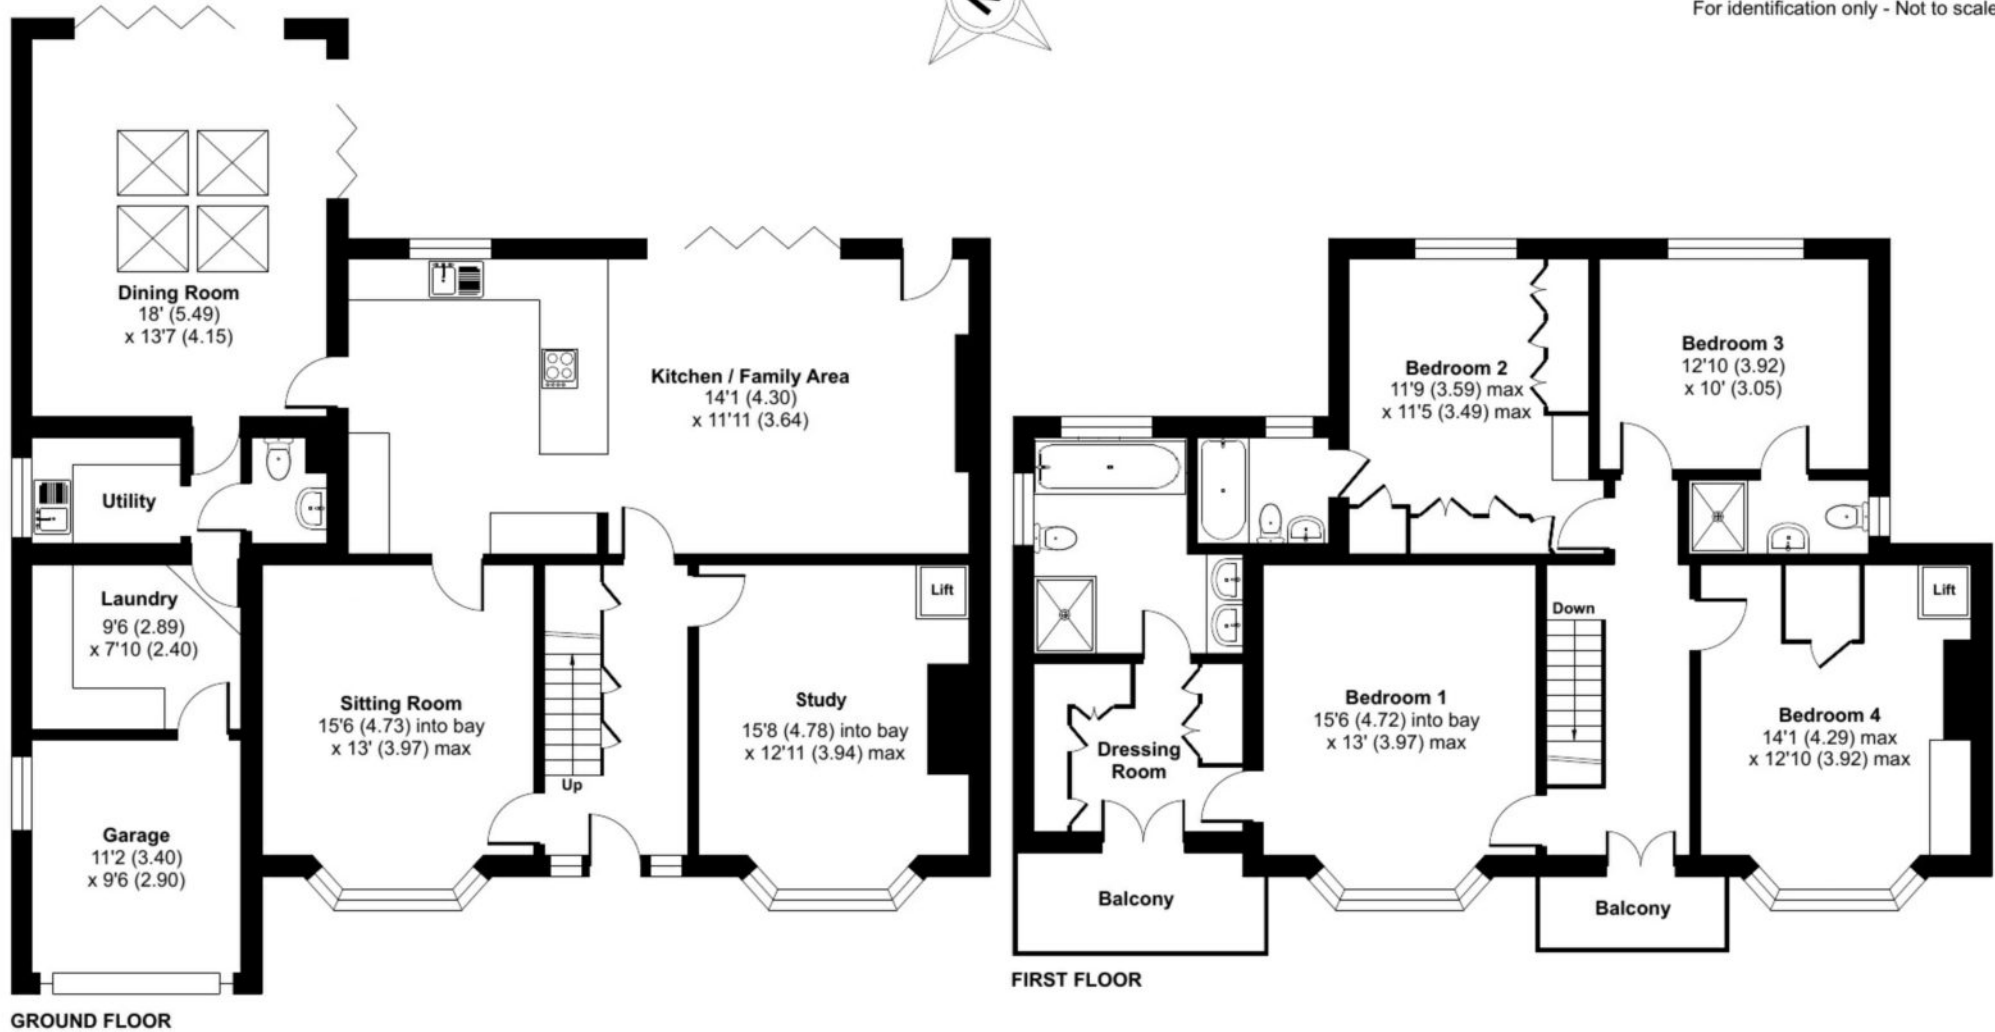 For identification only - Not to scale
N
Dining Room
18' (5.49)
x 13'7 (4.15)
Kitchen / Family Area
14'1 (4.30)
x 11'11 (3.64)
Utility
Laundry
9'6 (2.89)
x 7'10 (2.40)
Sitting Room
15'6 (4.73) into bay
x 13' (3.97) max
Up
Lift
Study
15'8 (4.78) into bay
x 12'11 (3.94) max
Garage
11'2 (3.40)
x 9'6 (2.90)
GROUND FLOOR
Bedroom 2
11'9 (3.59) max
x 11'5 (3.49) max
Bedroom 3
12'10 (3.92)
x 10' (3.05)
Down
Lift
Bedroom 1
15'6 (4.72) into bay
x 13' (3.97) max
Dressing
Room
Bedroom 4
14'1 (4.29) max
x 12'10 (3.92) max
Balcony
Balcony
FIRST FLOOR